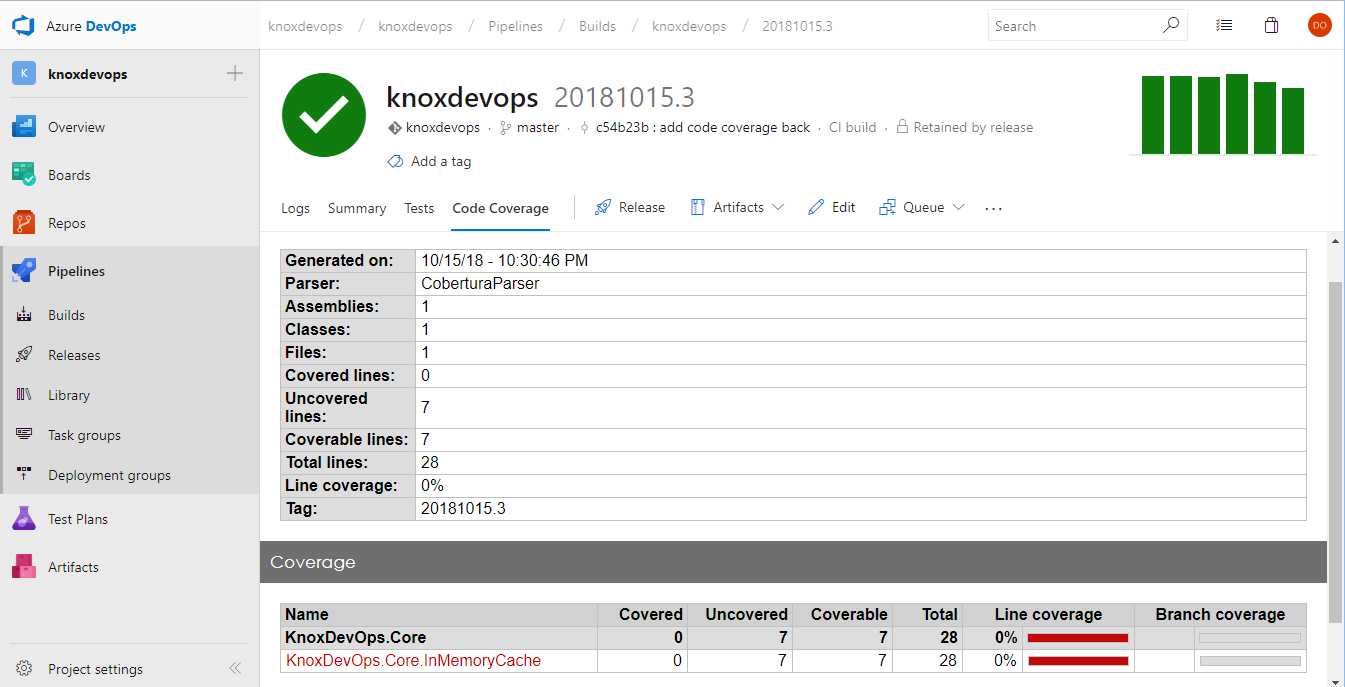 Azure DevOps
knoxdevops / knoxdevops / Pipelines / Builds / knoxdevops / 20181015.3
Search
DO
K knoxdevops
Overview
Boards
Repos
Pipelines
Builds
Releases
Library
Task groups
Deployment groups
Test Plans
Artifacts
Project settings
knoxdevops 20181015.3
knoxdevops · master · c54b23b : add code coverage back · CI build · Retained by release
Add a tag
Logs Summary Tests Code Coverage Release Artifacts Edit Queue ...
Generated on: 10/15/18 - 10:30:46 PM
Parser: CoberturaParser
Assemblies: 1
Classes: 1
Files: 1
Covered lines: 0
Uncovered
lines: 7
Coverable lines: 7
Total lines: 28
Line coverage: 0%
Tag: 20181015.3
Coverage
Name Covered Uncovered Coverable Total Line coverage Branch coverage
KnoxDevOps.Core 0 7 7 28 0%
KnoxDevOps.Core.InMemoryCache 0 7 7 28 0%